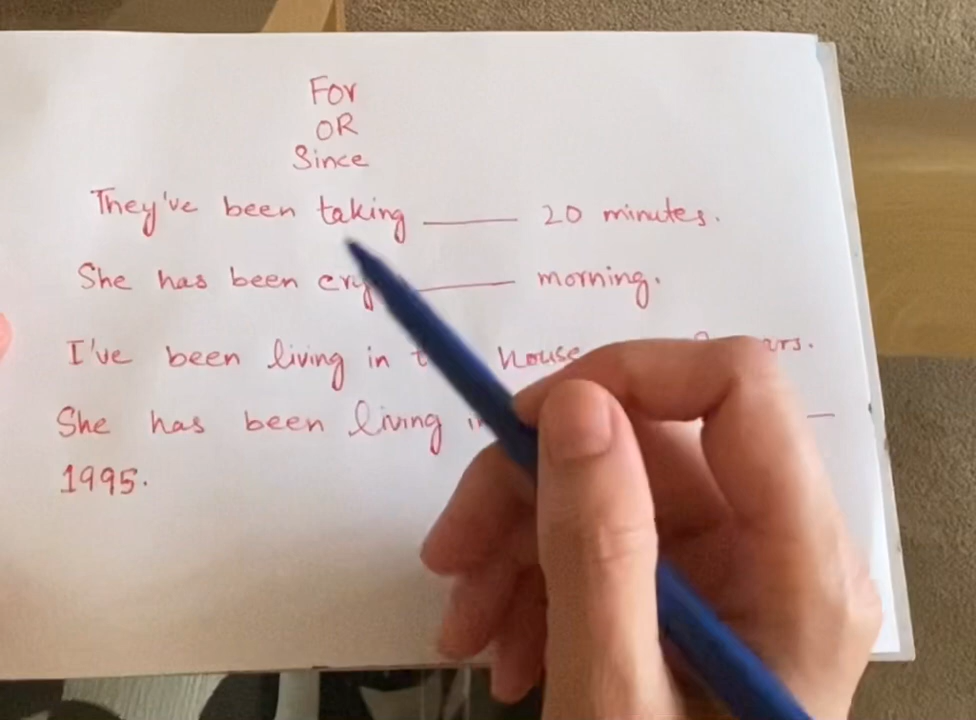 For
OR
Since
They've been taking ____ 20 minutes.
She has been ____ morning.
I've been living in house
She has been living ____
1995.